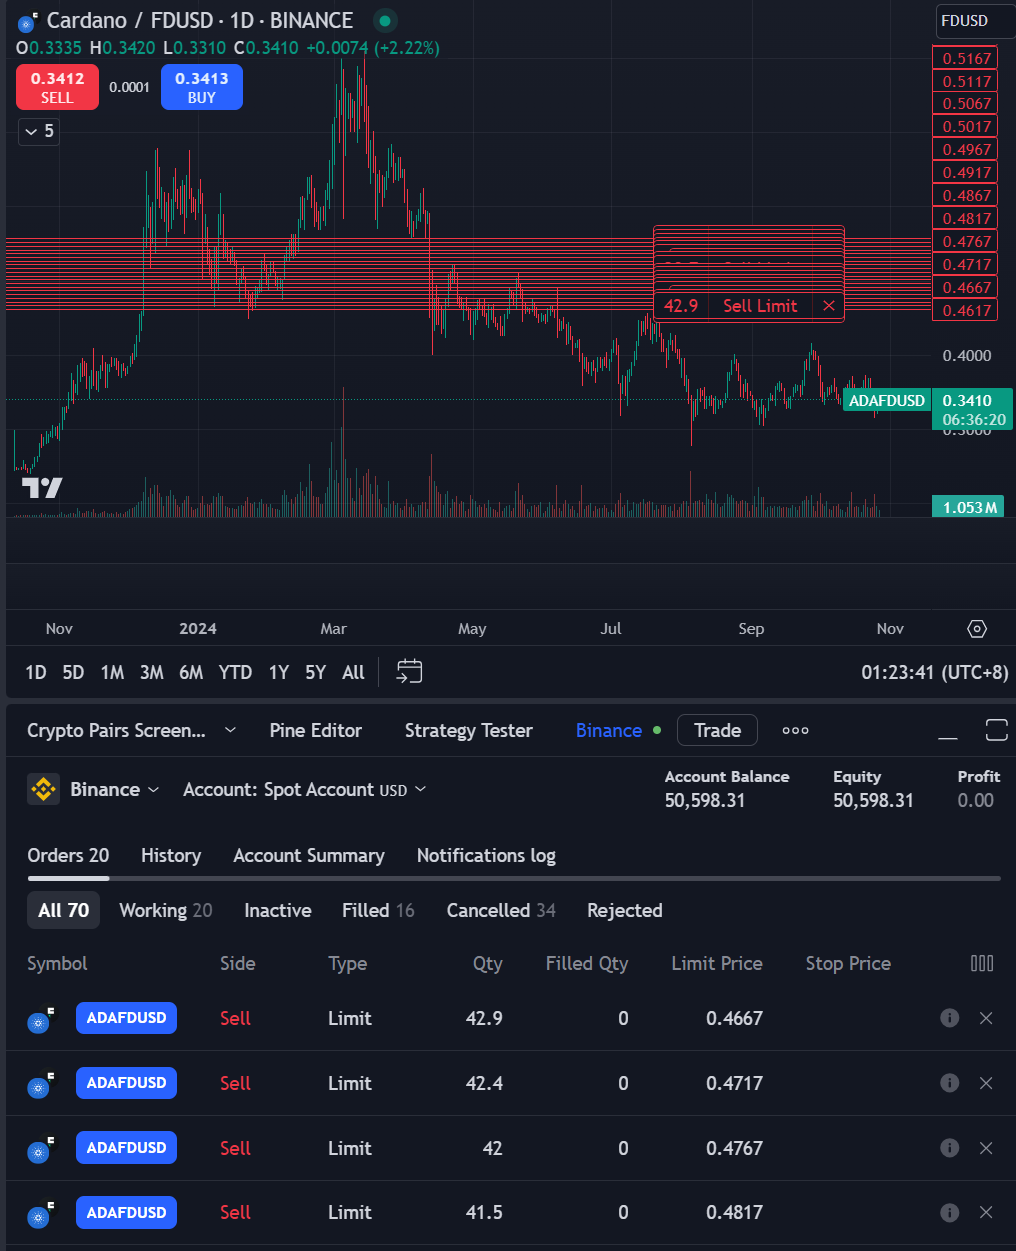 Cardano / FDUSD · 1D · BINANCE
FDUSD
O0.3335 H0.3420 L0.3310 C0.3410 +0.0074 (+2.22%)
0.3412
SELL
0.0001
0.3413
BUY
5
0.5167
0.5117
0.5067
0.5017
0.4967
0.4917
0.4867
0.4817
0.4767
0.4717
0.4667
0.4617
42.9 Sell Limit
0.4000
ADAFDUSD 0.3410
06:36:20
0.3000
1.053 M
Nov 2024 Mar May Jul Sep Nov
1D 5D 1M 3M 6M YTD 1Y 5Y All 01:23:41 (UTC+8)
Crypto Pairs Screen... Pine Editor Strategy Tester Binance Trade
Binance Account: Spot Account USD
Account Balance Equity Profit
50,598.31 50,598.31 0.00
Orders 20 History Account Summary Notifications log
All 70 Working 20 Inactive Filled 16 Cancelled 34 Rejected
Symbol Side Type Qty Filled Qty Limit Price Stop Price
ADAFDUSD Sell Limit 42.9 0 0.4667
ADAFDUSD Sell Limit 42.4 0 0.4717
ADAFDUSD Sell Limit 42 0 0.4767
ADAFDUSD Sell Limit 41.5 0 0.4817